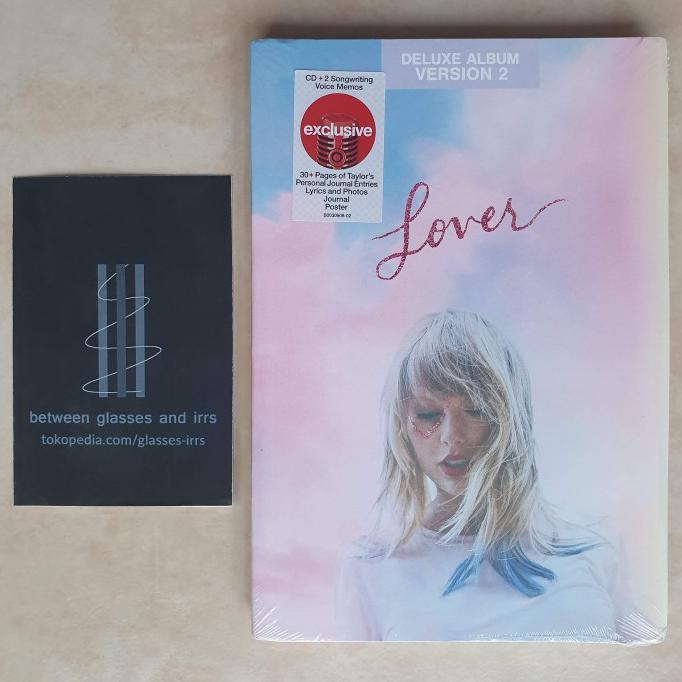 DELUXE ALBUM
VERSION 2
CD + 2 Songwriting
Voice Memos
exclusive
30+ Pages of Taylor's
Personal Journal Entries
Lyrics and Photos
Journal
Poster
Lover
between glasses and irrs
tokopedia.com/glasses-irrs